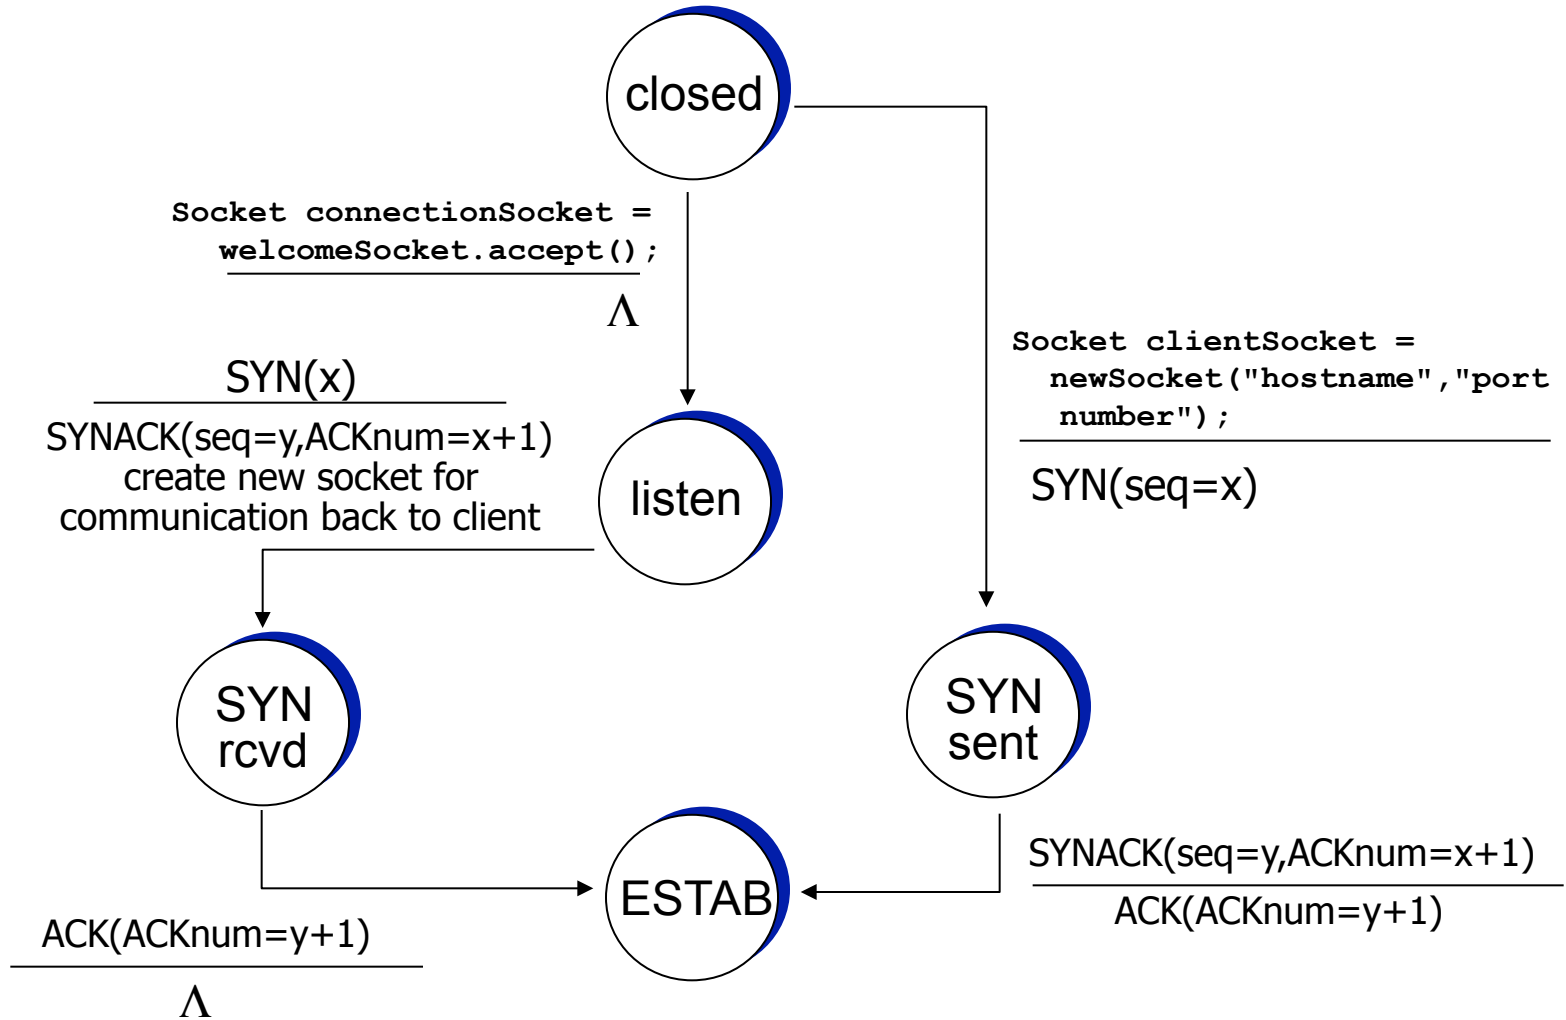 closed
Socket connectionSocket =
welcomeSocket.accept();
Λ
Socket clientSocket =
newSocket("hostname","port
number");
SYN(seq=x)
SYN(x)
SYNACK(seq=y,ACKnum=x+1)
create new socket for
communication back to client
listen
SYN
rcvd
SYN
sent
ESTAB
SYNACK(seq=y,ACKnum=x+1)
ACK(ACKnum=y+1)
ACK(ACKnum=y+1)
Λ